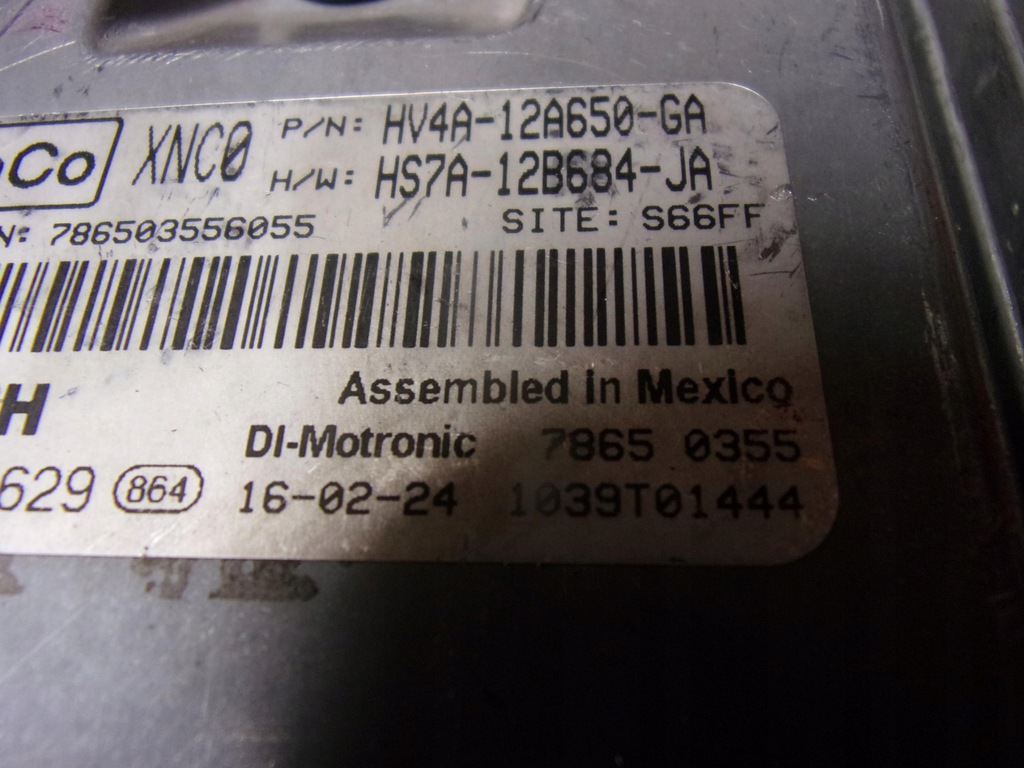 oCo XNC0 P/N: HV4A-12A650-GA
H/W: HS7A-12B684-JA
N: 786503556055 SITE: S66FF
Assembled in Mexico
H DI-Motronic 7865 0355
629 864 16-02-24 1039T01444